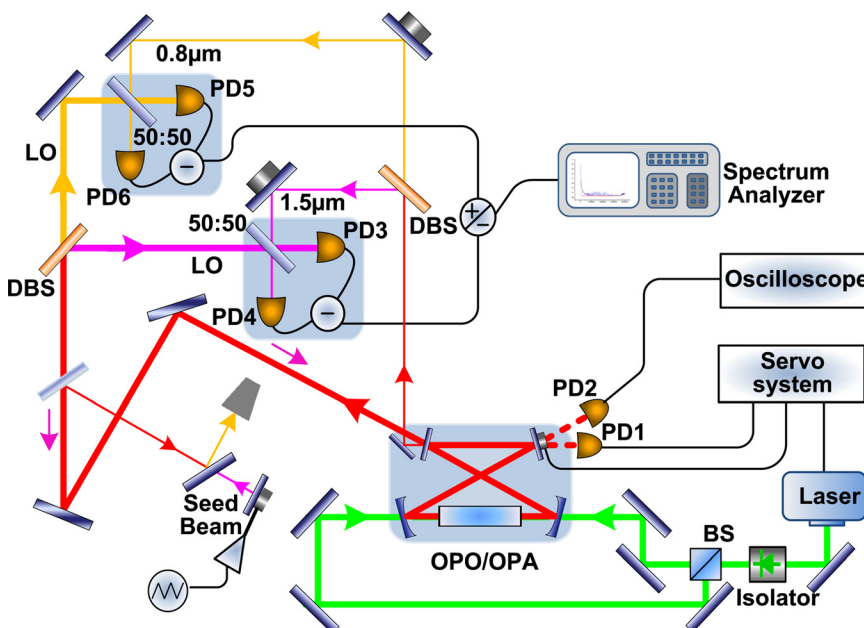 0.8μm
PD5
LO
50:50
PD6
1.5μm
Spectrum
Analyzer
DBS
50:50
PD3
LO
DBS
PD4
Oscilloscope
Servo
system
PD2
PD1
Seed
Beam
Laser
OPO/OPA
BS
Isolator